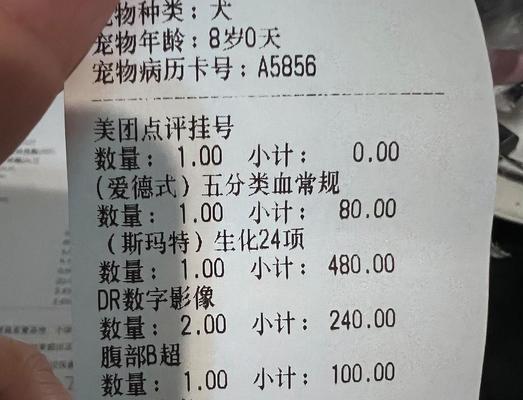 宠物种类：犬
宠物年龄：8岁0天
宠物病历卡号：A5856
美团点评挂号
数量： 1.00 小计： 0.00
(爱德式) 五分类血常规
数量： 1.00 小计： 80.00
(斯玛特) 生化24项
数量： 1.00 小计： 480.00
DR数字影像
数量： 2.00 小计： 240.00
腹部B超
数量： 1.00 小计： 100.00